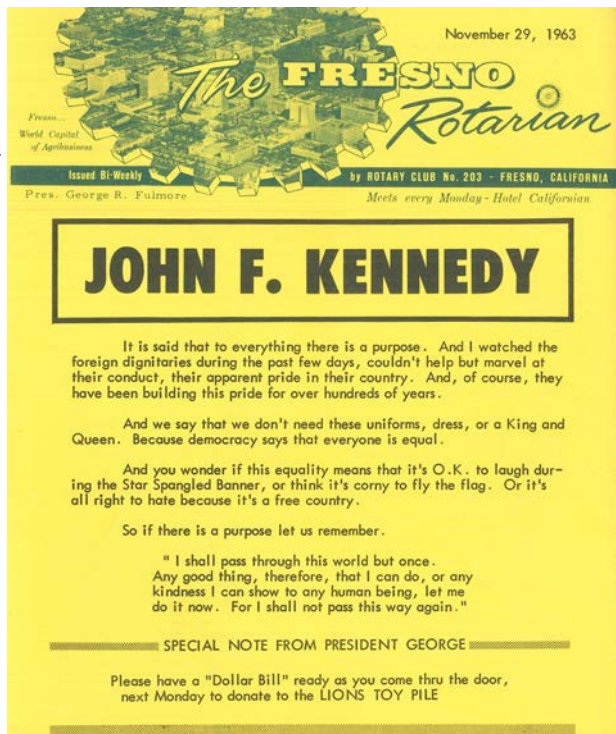 November 29, 1963
The FRESNO
Rotarian
Fresno...
World Capital
of Agribusiness
Issued Bi-Weekly
by ROTARY CLUB No. 203 - FRESNO, CALIFORNIA
Pres. George R. Fulmore
Meets every Monday - Hotel Californian
JOHN F. KENNEDY
It is said that to everything there is a purpose. And I watched the
foreign dignitaries during the past few days, couldn't help but marvel at
their conduct, their apparent pride in their country. And, of course, they
have been building this pride for over hundreds of years.
And we say that we don't need these uniforms, dress, or a King and
Queen. Because democracy says that everyone is equal.
And you wonder if this equality means that it's O.K. to laugh dur-
ing the Star Spangled Banner, or think it's corny to fly the flag. Or it's
all right to hate because it's a free country.
So if there is a purpose let us remember.
" I shall pass through this world but once.
Any good thing, therefore, that I can do, or any
kindness I can show to any human being, let me
do it now. For I shall not pass this way again."
SPECIAL NOTE FROM PRESIDENT GEORGE
Please have a "Dollar Bill" ready as you come thru the door,
next Monday to donate to the LIONS TOY PILE